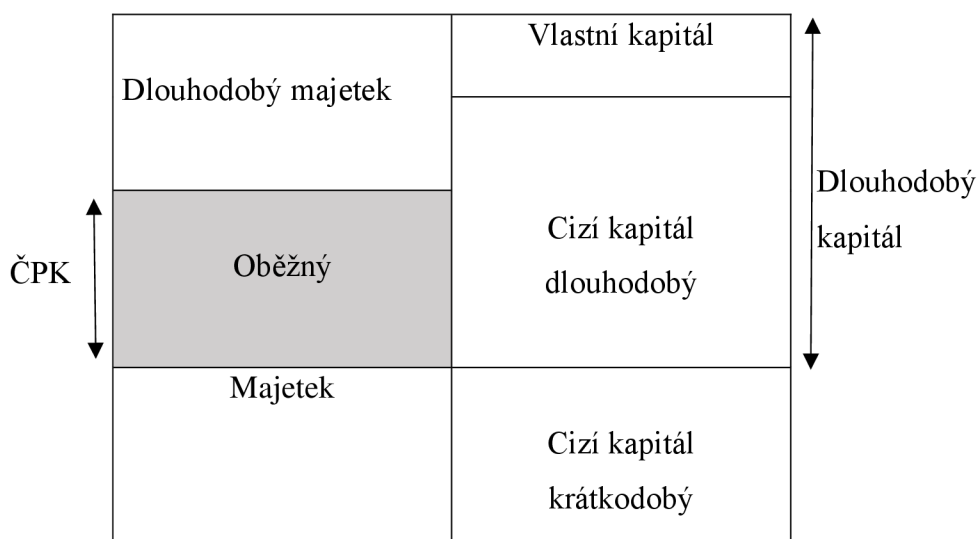 Vlastní kapitál
Dlouhodobý majetek
Dlouhodobý
kapitál
Cizí kapitál
dlouhodobý
Oběžný
ČPK
Majetek
Cizí kapitál
krátkodobý